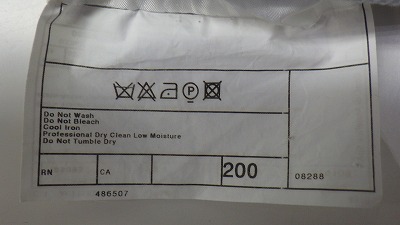 P
Do Not Wash
Do Not Bleach
Cool Iron
Professional Dry Clean Low Moisture
Do Not Tumble Dry
RN CA 200 08288
486507